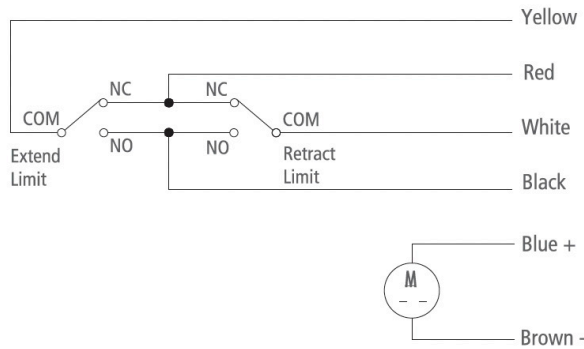 Yellow
Red
NC NC
COM COM White
NO NO
Extend
Limit
Retract
Limit
Black
Blue +
M
Brown -